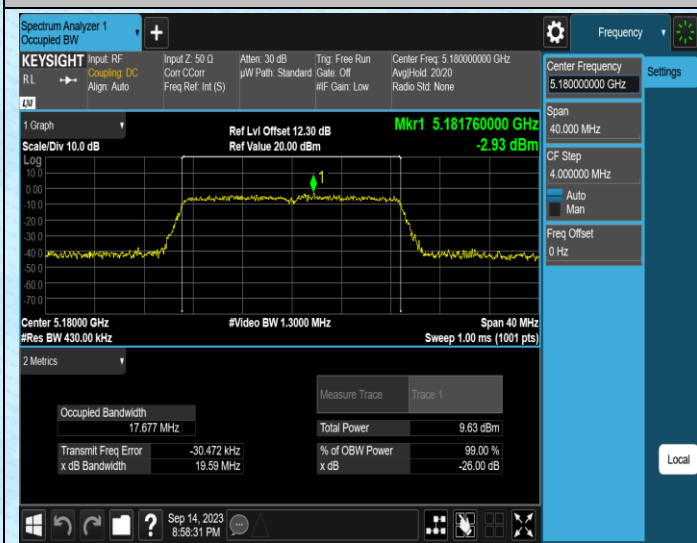 Spectrum Analyzer 1
Occupied BW
Frequency
KEYSIGHT
R L
LXI
Input: RF
Coupling: DC
Align: Auto
Input Z: 50 Ω
Corr CCorr
Freq Ref: Int (S)
Atten: 30 dB
µW Path: Standard
Trig: Free Run
Gate: Off
#IF Gain: Low
Center Freq: 5.180000000 GHz
Avg|Hold: 20/20
Radio Std: None
Center Frequency
5.180000000 GHz
Settings
Span
40.000 MHz
CF Step
4.000000 MHz
Auto
Man
Freq Offset
0 Hz
1 Graph
Scale/Div 10.0 dB
Ref Lvl Offset 12.30 dB
Ref Value 20.00 dBm
Mkr1 5.181760000 GHz
-2.93 dBm
Log
10.0
0.00
-10.0
-20.0
-30.0
-40.0
-50.0
-60.0
-70.0
1
Center 5.18000 GHz
#Res BW 430.00 kHz
#Video BW 1.3000 MHz
Span 40 MHz
Sweep 1.00 ms (1001 pts)
2 Metrics
Measure Trace
Trace 1
Occupied Bandwidth
17.677 MHz
Total Power
9.63 dBm
Transmit Freq Error
-30.472 kHz
% of OBW Power
99.00 %
x dB Bandwidth
19.59 MHz
x dB
-26.00 dB
Local
?
Sep 14, 2023
8:58:31 PM